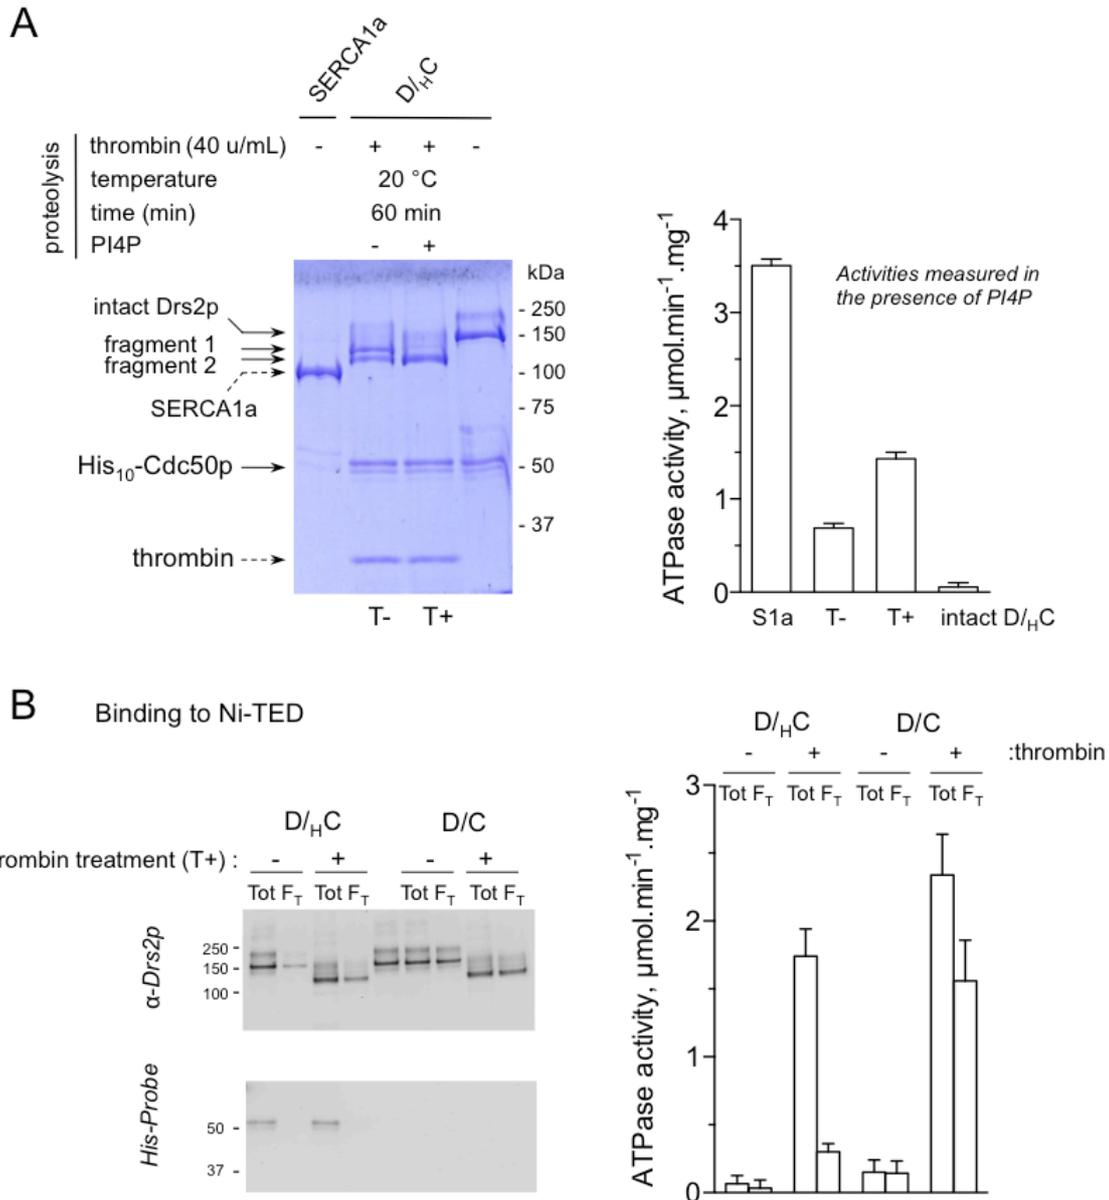 A
SERCA1a
D/HC
proteolysis
thrombin (40 u/mL) - + + -
temperature 20 °C
time (min) 60 min
PI4P - +
kDa
intact Drs2p
fragment 1
fragment 2
SERCA1a
His10-Cdc50p
thrombin
- 250
- 150
- 100
- 75
- 50
- 37
T- T+
ATPase activity, µmol.min-1.mg-1
4
3
2
1
0
Activities measured in
the presence of PI4P
S1a T- T+ intact D/HC
B
Binding to Ni-TED
D/HC D/C
rombin treatment (T+) : - + - +
Tot FT Tot FT Tot FT Tot FT
α-Drs2p
250 -
150 -
100 -
His-Probe
50 -
37 -
D/HC D/C
- + - + :thrombin
Tot FT Tot FT Tot FT Tot FT
ATPase activity, µmol.min-1.mg-1
3
2
1
0